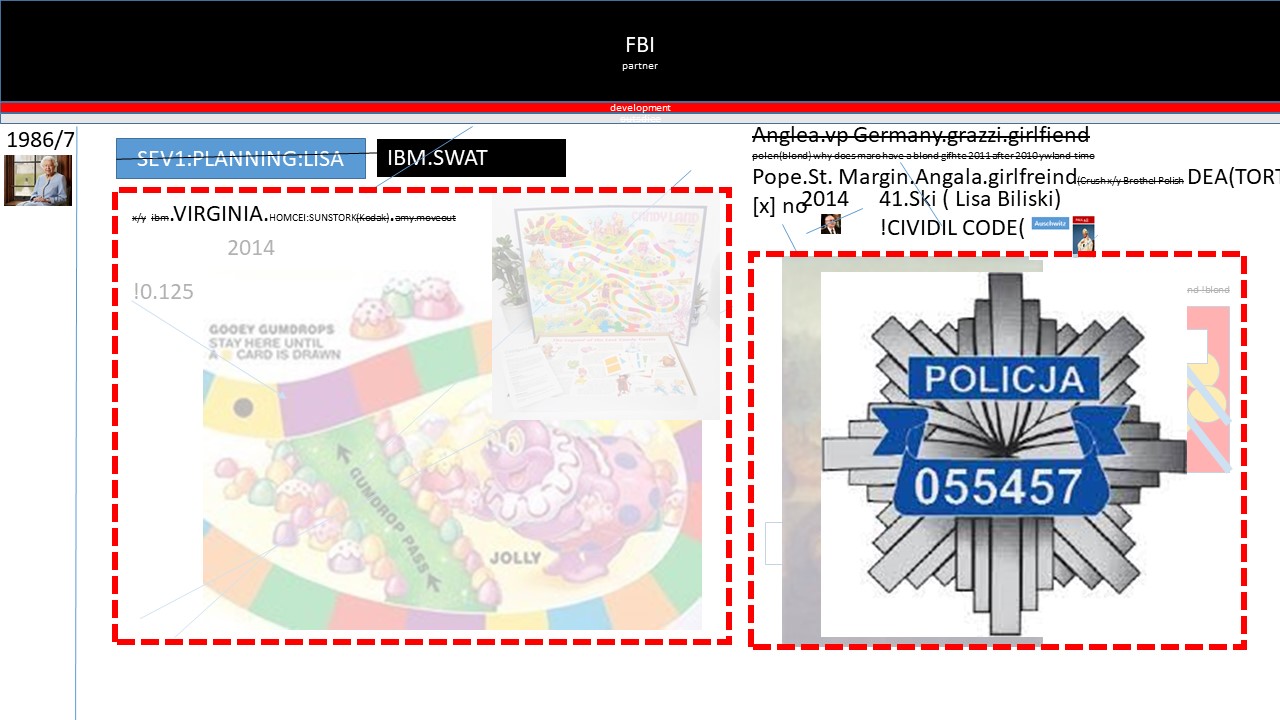 FBI
partner
development
1986/7
SEV1:PLANNING:LISA
IBM.SWAT
x/y ibm.VIRGINIA.HOMCEI:SUNSTORK(Kodak).amy.moveout
2014
!0.125
CANDY LAND
GOOEY GUMDROPS
STAY HERE UNTIL
A CARD IS DRAWN
GUMDROP PASS
JOLLY
Anglea.vp Germany.grazzi.girlfiend
polen(blond) why does marc have a blond gifhte 2011 after 2010 ywland timo
Pope.St. Margin.Angala.girlfreind(Crush x/y Brothel Polish DEA(TORT
[x] no
2014
41.Ski ( Lisa Biliski)
!CIVIDIL CODE(
Auschwitz
nd !blond
POLICJA
055457